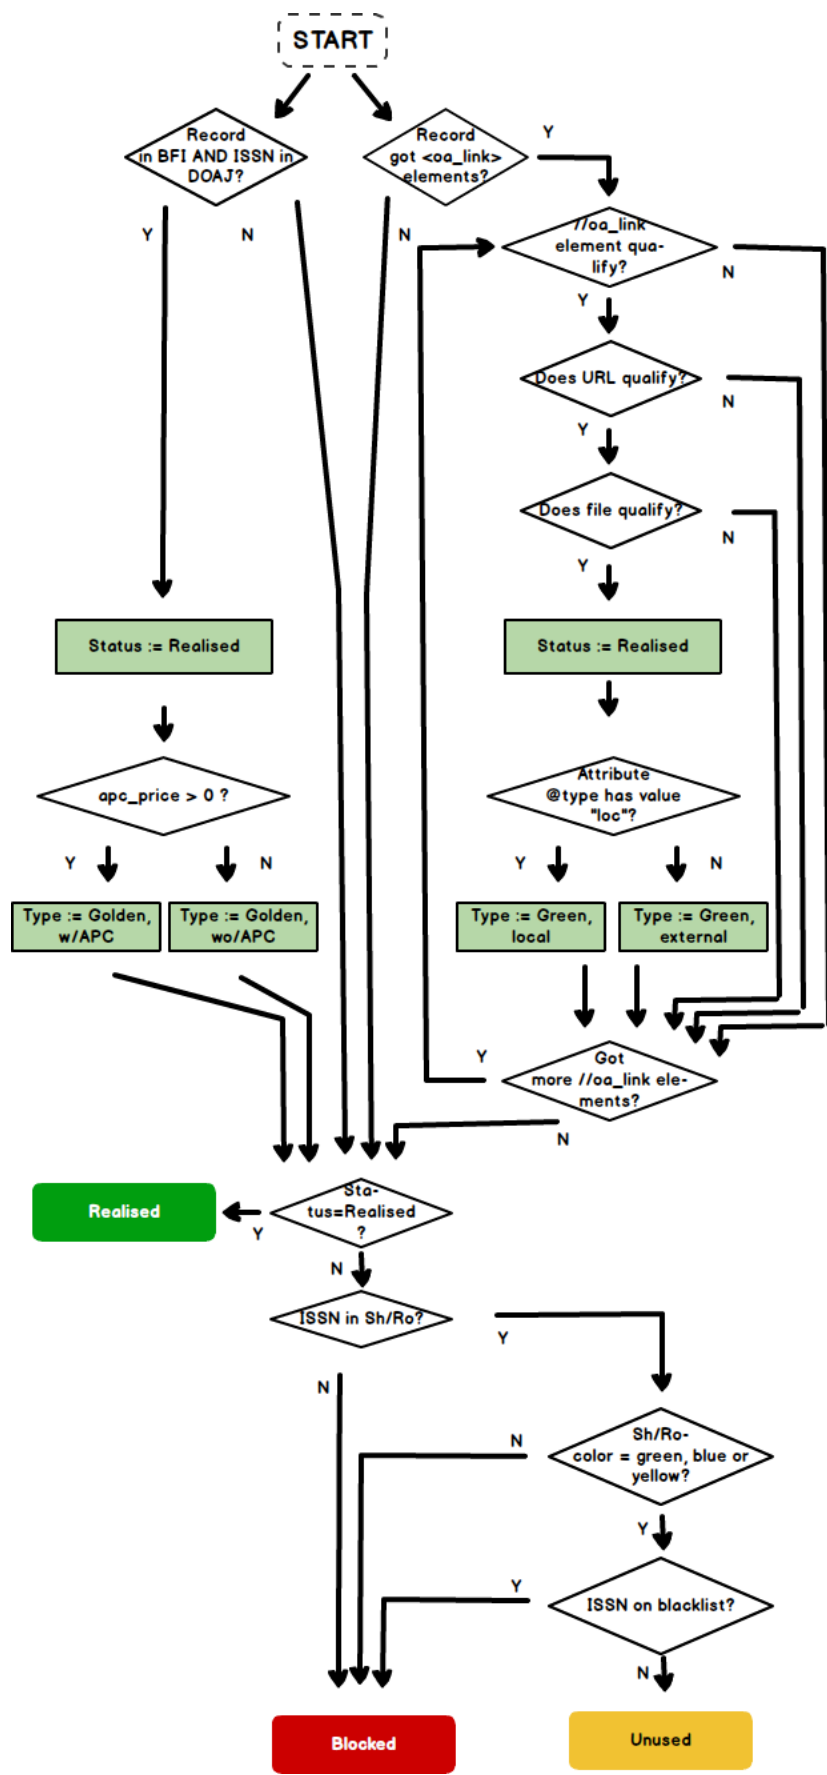 START
Record
in BFI AND ISSN in
DOAJ?
Record
got <oa_link>
elements?
Y
Y
N
N
//oa_link
element qua-
lify?
N
Y
Does URL qualify?
N
Y
Does file qualify?
N
Y
Status := Realised
Status := Realised
apc_price > 0 ?
Attribute
@type has value
"loc"?
Y
N
Y
N
Type := Golden,
w/APC
Type := Golden,
wo/APC
Type := Green,
local
Type := Green,
external
Y
Got
more //oa_link ele-
ments?
N
Realised
Y
Sta-
tus=Realised
?
N
ISSN in Sh/Ro?
Y
N
N
Sh/Ro-
color = green, blue or
yellow?
Y
Y
ISSN on blacklist?
N
Blocked
Unused